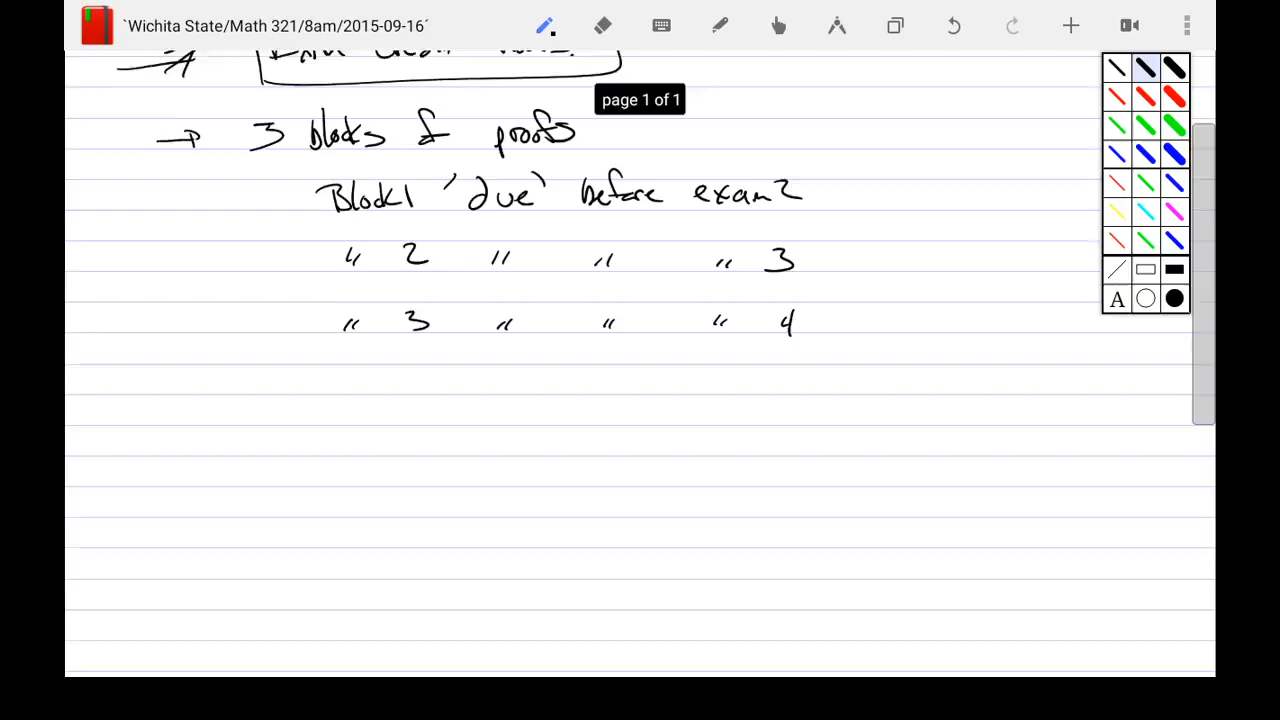 `Wichita State/Math 321/8am/2015-09-16`
page 1 of 1
→ 3 blocks of proofs
Block 1 'due' before exam 2
" 2 " " " 3
" 3 " " " 4
A